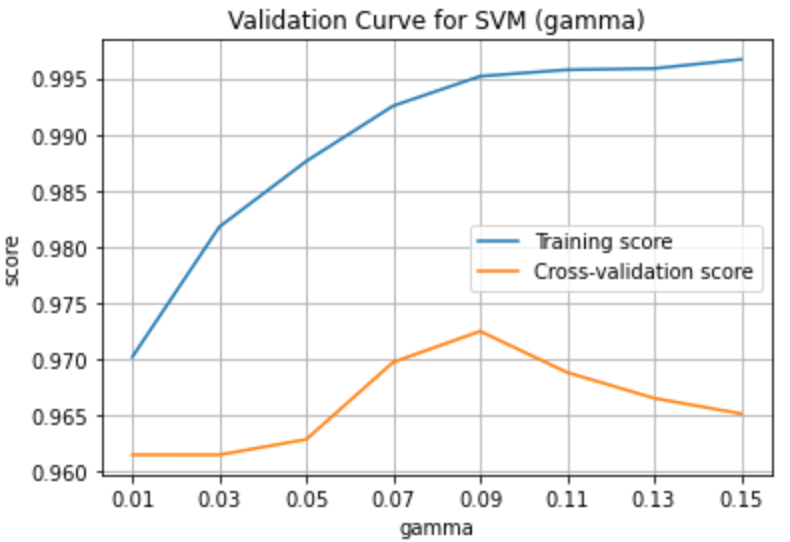 Validation Curve for SVM (gamma)
0.995
0.990
0.985
0.980
0.975
0.970
0.965
0.960
score
Training score
Cross-validation score
0.01 0.03 0.05 0.07 0.09 0.11 0.13 0.15
gamma